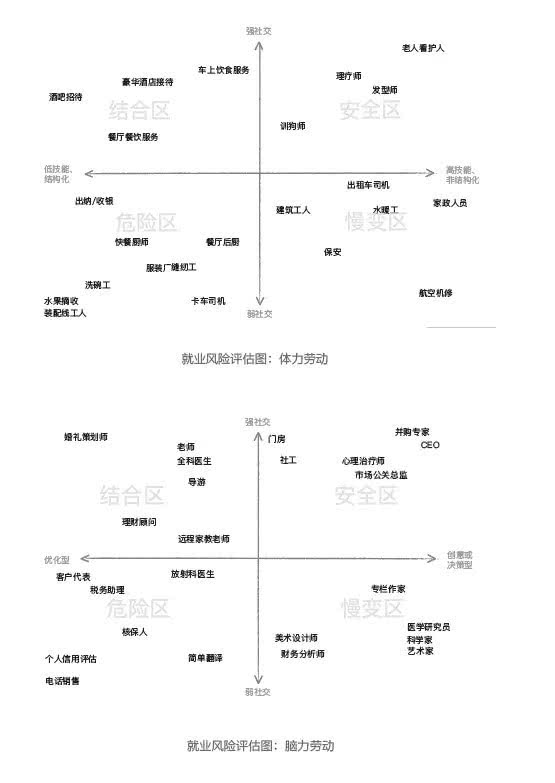 强社交
老人看护人
车上饮食服务
理疗师
豪华酒店接待
发型师
酒吧招待
结合区
安全区
训狗师
餐厅餐饮服务
低技能、
结构化
高技能、
非结构化
出租车司机
出纳/收银
建筑工人
水暖工
家政人员
危险区
慢变区
快餐厨师
餐厅后厨
保安
服装厂缝纫工
洗碗工
航空机修
水果摘收
卡车司机
装配线工人
弱社交
就业风险评估图：体力劳动
强社交
婚礼策划师
门房
并购专家
老师
CEO
全科医生
社工
心理治疗师
导游
市场公关总监
结合区
安全区
理财顾问
远程家教老师
优化型
创意或
决策型
客户代表
放射科医生
税务助理
专栏作家
危险区
慢变区
核保人
医学研究员
美术设计师
科学家
个人信用评估
简单翻译
财务分析师
艺术家
电话销售
弱社交
就业风险评估图：脑力劳动